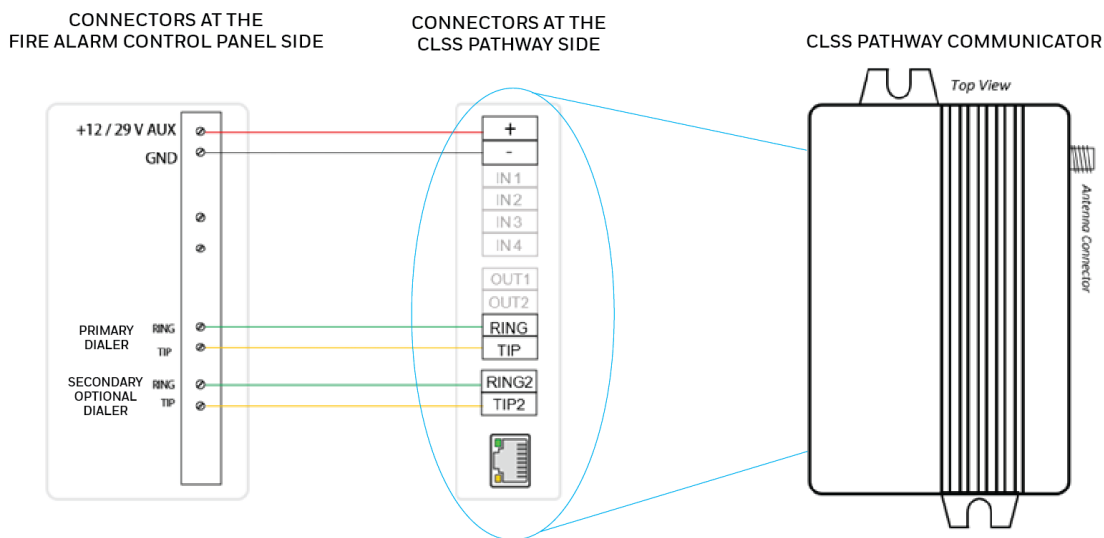 CONNECTORS AT THE
FIRE ALARM CONTROL PANEL SIDE
CONNECTORS AT THE
CLSS PATHWAY SIDE
CLSS PATHWAY COMMUNICATOR
+12 / 29 V AUX
GND
PRIMARY
DIALER
RING
TIP
SECONDARY
OPTIONAL
DIALER
RING
TIP
+
-
IN 1
IN 2
IN 3
IN 4
OUT1
OUT2
RING
TIP
RING2
TIP2
Top View
Antenna Connector